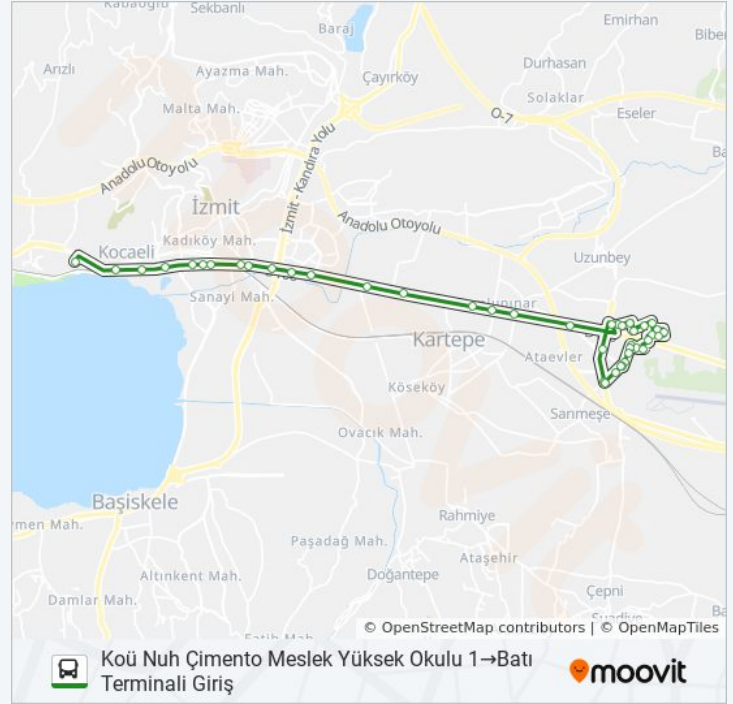 Kabaoğlu
Sekbanlı
Emirhan
Baraj
Arızlı
Ayazma Mah.
Çayırköy
Durhasan
Solaklar
Eseler
Malta Mah.
O-7
Anadolu Otoyolu
İzmit - Kandıra Yolu
İzmit
Anadolu Otoyolu
Kadıköy Mah.
Kocaeli
Uzunbey
Sanayi Mah.
Kartepe
Ataevler
Köseköy
Sarımeşe
Ovacık Mah.
Başiskele
Rahmiye
Paşadağ Mah.
Ataşehir
Altınkent Mah.
Doğantepe
Çepni
Damlar Mah.
Suadiye
Fatih Mah.
© OpenStreetMap contributors | © OpenMapTiles
Koü Nuh Çimento Meslek Yüksek Okulu 1→Batı
Terminali Giriş
moovit